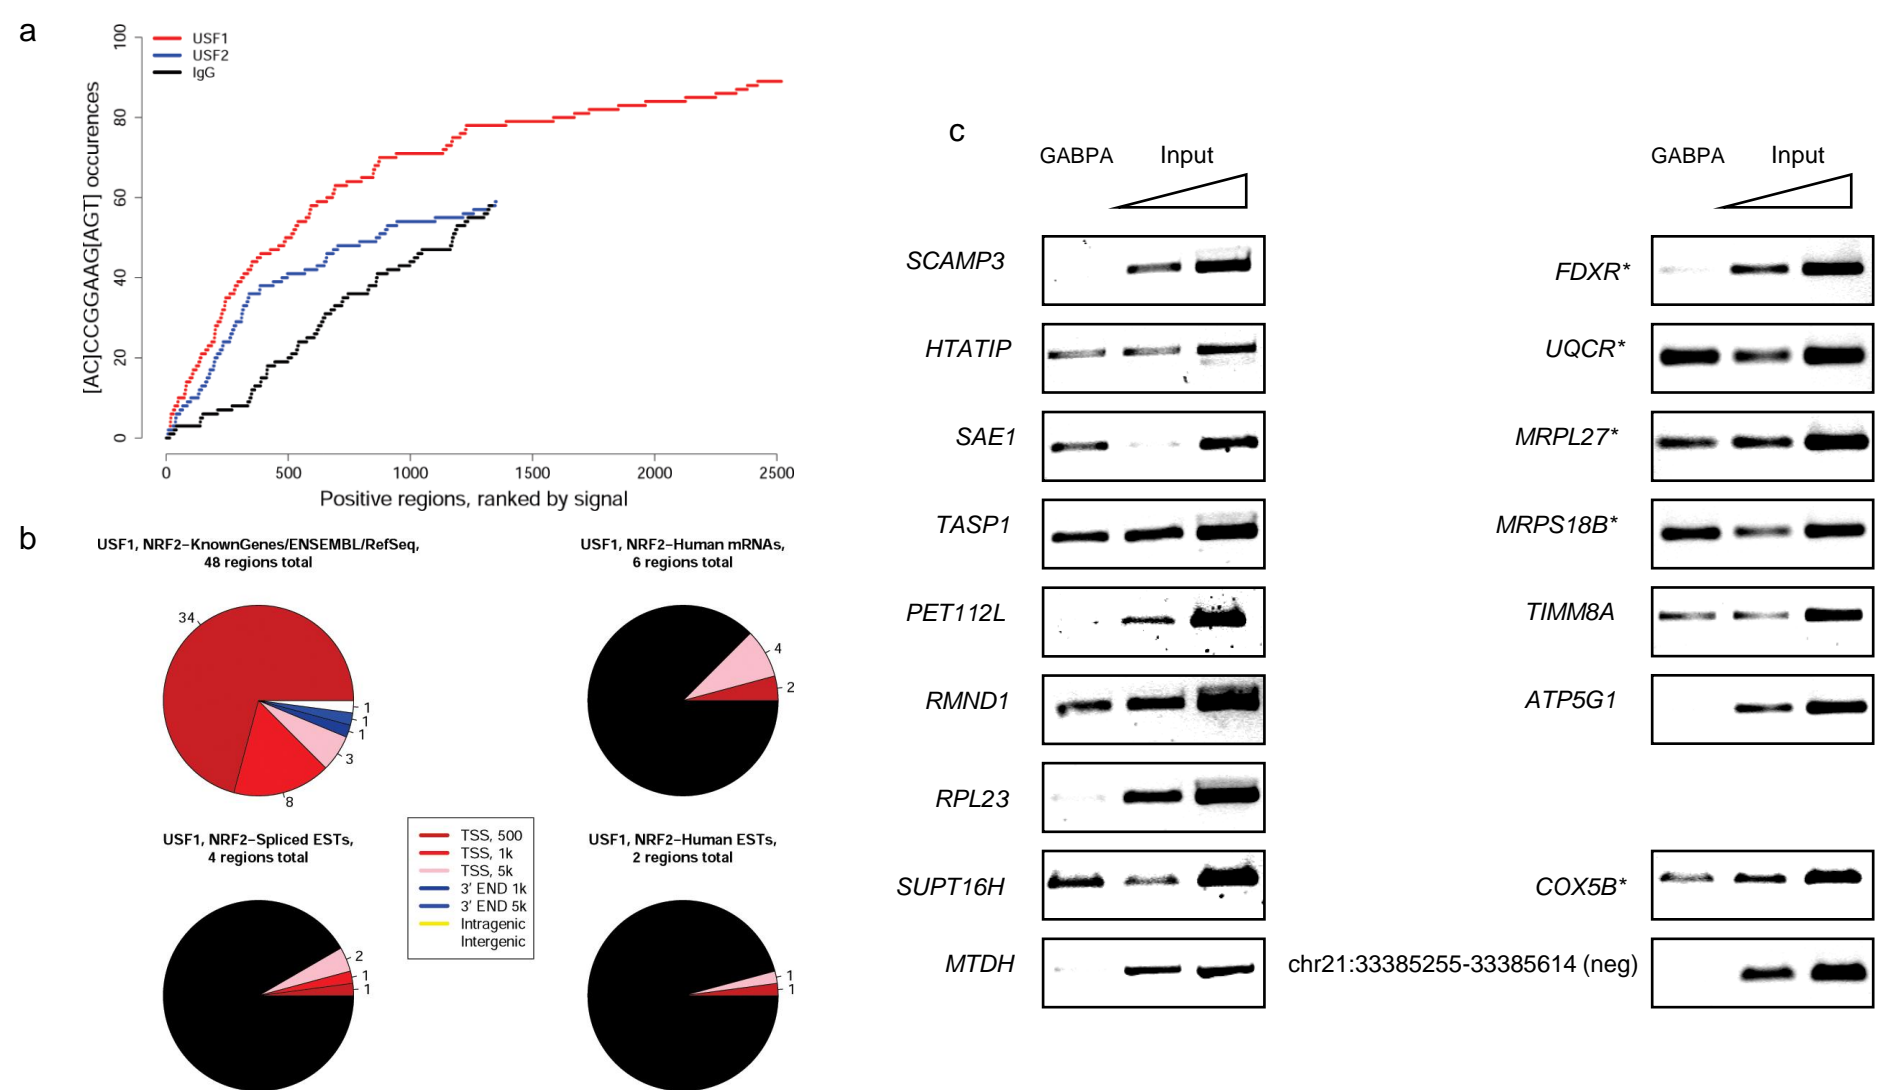 a
100
80
60
40
20
0
[AC]CCGGAAG[AGT] occurences
USF1
USF2
IgG
0 500 1000 1500 2000 2500
Positive regions, ranked by signal
b
USF1, NRF2−KnownGenes/ENSEMBL/RefSeq,
48 regions total
34
8
3
1
1
1
USF1, NRF2−Human mRNAs,
6 regions total
4
2
USF1, NRF2−Spliced ESTs,
4 regions total
2
1
1
TSS, 500
TSS, 1k
TSS, 5k
3' END 1k
3' END 5k
Intragenic
Intergenic
USF1, NRF2−Human ESTs,
2 regions total
1
1
c
GABPA Input
SCAMP3
HTATIP
SAE1
TASP1
PET112L
RMND1
RPL23
SUPT16H
MTDH
GABPA Input
FDXR*
UQCR*
MRPL27*
MRPS18B*
TIMM8A
ATP5G1
COX5B*
chr21:33385255-33385614 (neg)